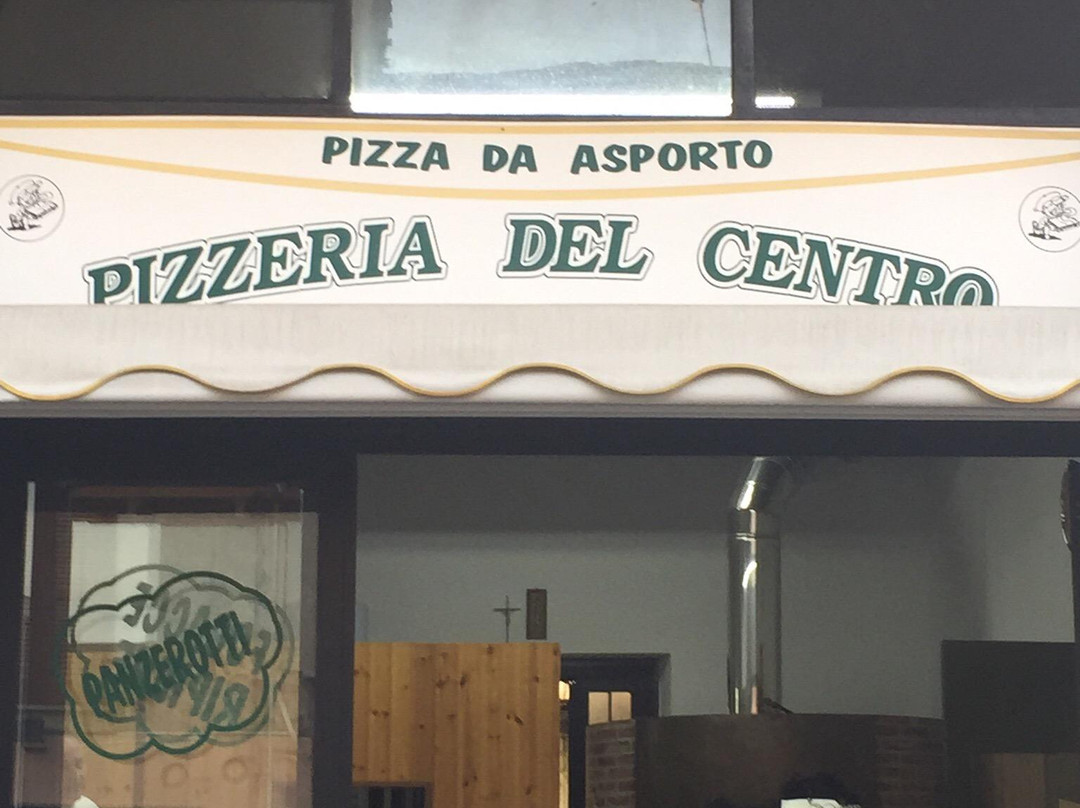 PIZZA DA ASPORTO
PIZZERIA DEL CENTRO
PANZEROTTI